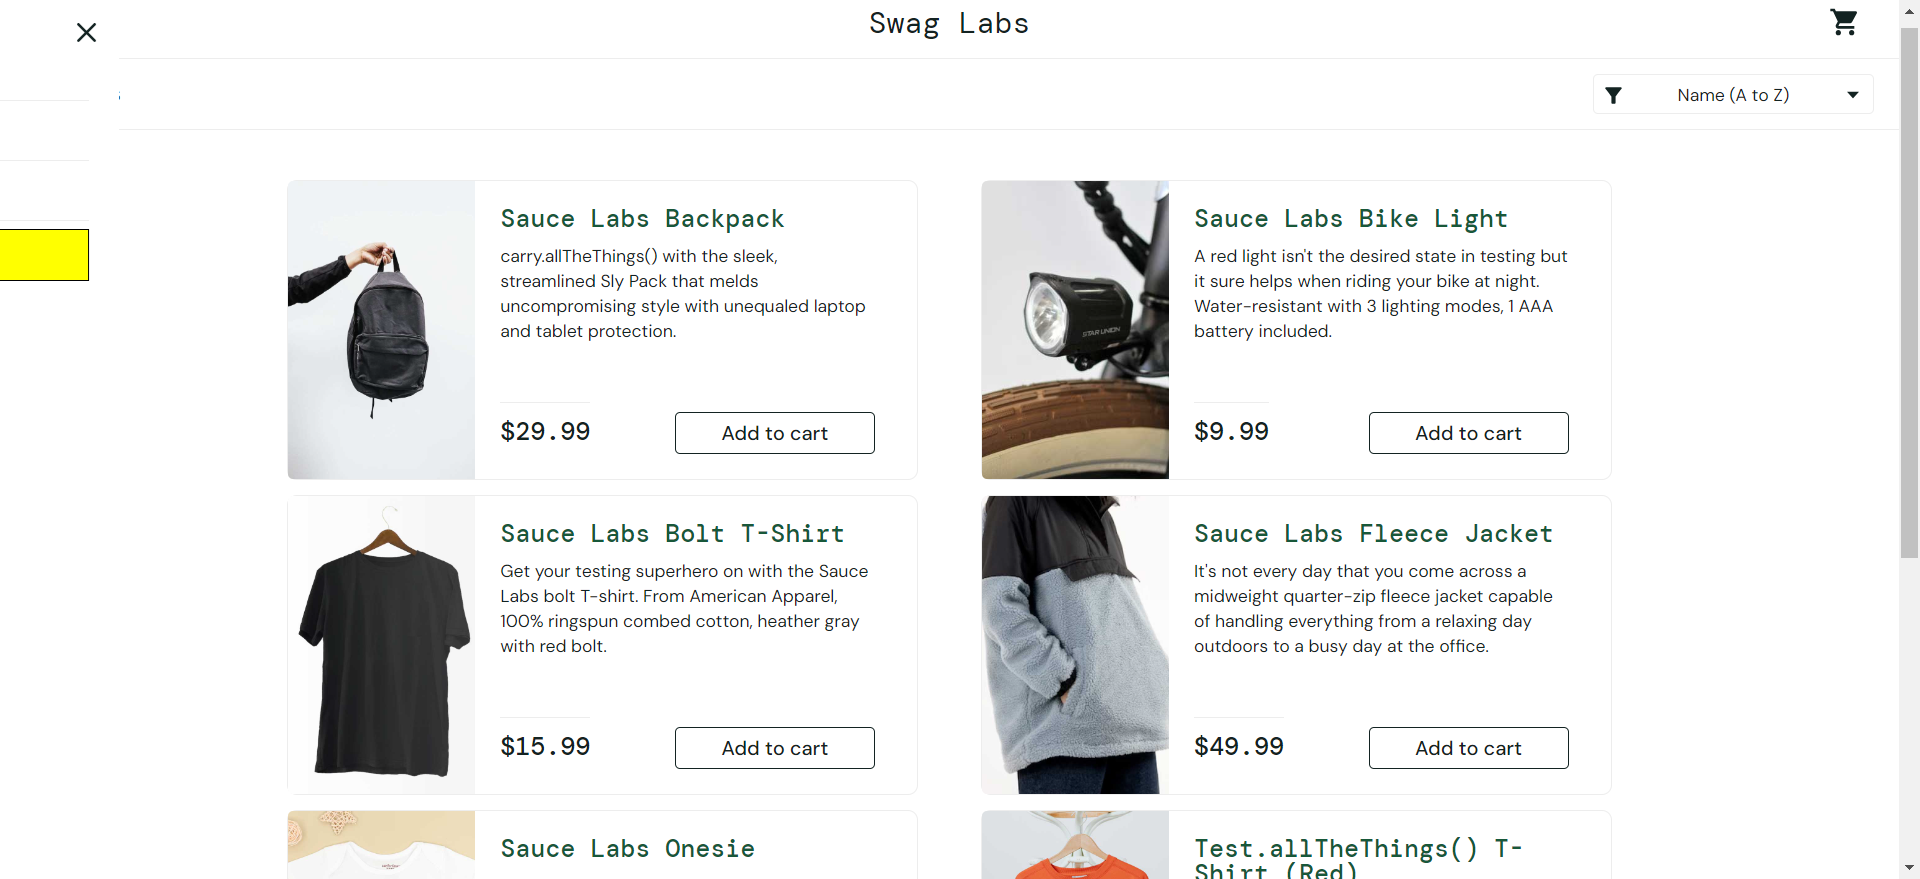 Swag Labs
Name (A to Z)
Sauce Labs Backpack
carry.allTheThings() with the sleek,
streamlined Sly Pack that melds
uncompromising style with unequaled laptop
and tablet protection.
$29.99
Add to cart
Sauce Labs Bike Light
A red light isn't the desired state in testing but
it sure helps when riding your bike at night.
Water-resistant with 3 lighting modes, 1 AAA
battery included.
STAR UNION
$9.99
Add to cart
Sauce Labs Bolt T-Shirt
Get your testing superhero on with the Sauce
Labs bolt T-shirt. From American Apparel,
100% ringspun combed cotton, heather gray
with red bolt.
$15.99
Add to cart
Sauce Labs Fleece Jacket
It's not every day that you come across a
midweight quarter-zip fleece jacket capable
of handling everything from a relaxing day
outdoors to a busy day at the office.
$49.99
Add to cart
Sauce Labs Onesie
Test.allTheThings() T-
Shirt (Red)